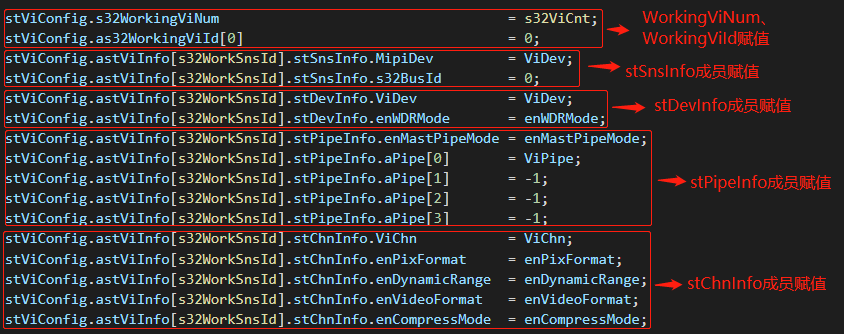 stViConfig.s32WorkingViNum = s32ViCnt;
stViConfig.as32WorkingViId[0] = 0;
WorkingViNum、
WorkingViId赋值
stViConfig.astViInfo[s32WorkSnsId].stSnsInfo.MipiDev = ViDev;
stViConfig.astViInfo[s32WorkSnsId].stSnsInfo.s32BusId = 0;
stSnsInfo成员赋值
stViConfig.astViInfo[s32WorkSnsId].stDevInfo.ViDev = ViDev;
stViConfig.astViInfo[s32WorkSnsId].stDevInfo.enWDRMode = enWDRMode;
stDevInfo成员赋值
stViConfig.astViInfo[s32WorkSnsId].stPipeInfo.enMastPipeMode = enMastPipeMode;
stViConfig.astViInfo[s32WorkSnsId].stPipeInfo.aPipe[0] = ViPipe;
stViConfig.astViInfo[s32WorkSnsId].stPipeInfo.aPipe[1] = -1;
stViConfig.astViInfo[s32WorkSnsId].stPipeInfo.aPipe[2] = -1;
stViConfig.astViInfo[s32WorkSnsId].stPipeInfo.aPipe[3] = -1;
stPipeInfo成员赋值
stViConfig.astViInfo[s32WorkSnsId].stChnInfo.ViChn = ViChn;
stViConfig.astViInfo[s32WorkSnsId].stChnInfo.enPixFormat = enPixFormat;
stViConfig.astViInfo[s32WorkSnsId].stChnInfo.enDynamicRange = enDynamicRange;
stViConfig.astViInfo[s32WorkSnsId].stChnInfo.enVideoFormat = enVideoFormat;
stViConfig.astViInfo[s32WorkSnsId].stChnInfo.enCompressMode = enCompressMode;
stChnInfo成员赋值